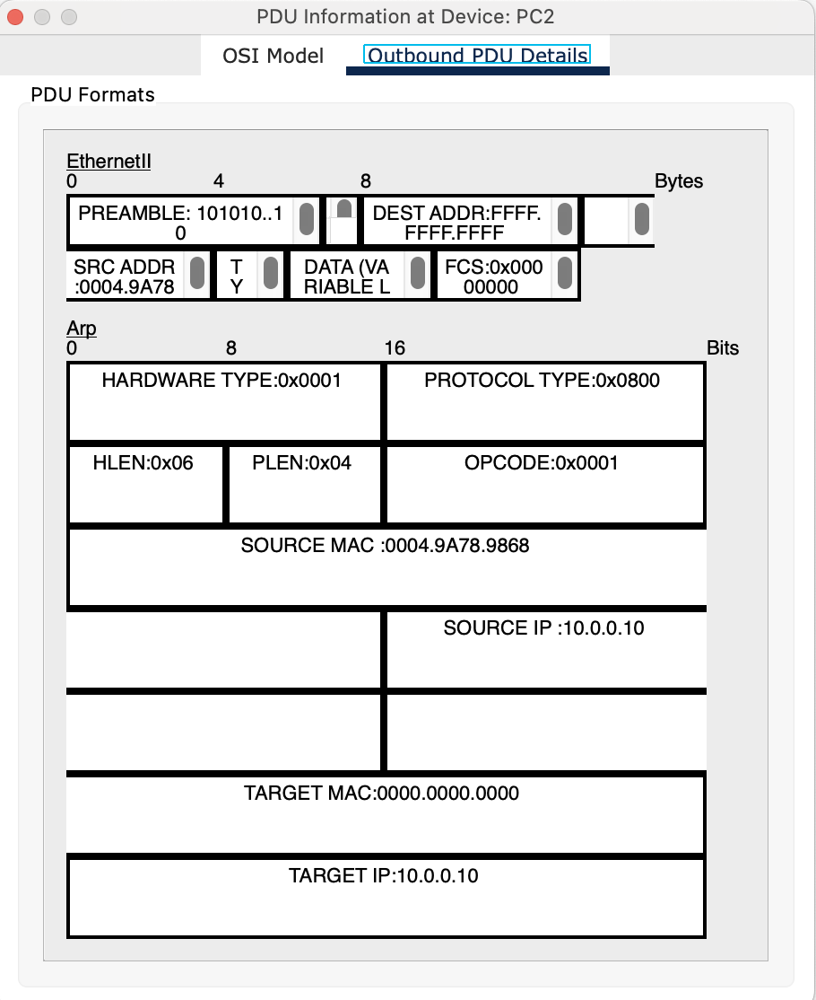 PDU Information at Device: PC2
OSI Model
Outbound PDU Details
PDU Formats
EthernetII
0 4 8 Bytes
PREAMBLE: 101010..1
0
DEST ADDR:FFFF.
FFFF.FFFF
SRC ADDR
:0004.9A78
T
Y
DATA (VA
RIABLE L
FCS:0x000
00000
Arp
0 8 16 Bits
HARDWARE TYPE:0x0001
PROTOCOL TYPE:0x0800
HLEN:0x06
PLEN:0x04
OPCODE:0x0001
SOURCE MAC :0004.9A78.9868
SOURCE IP :10.0.0.10
TARGET MAC:0000.0000.0000
TARGET IP:10.0.0.10